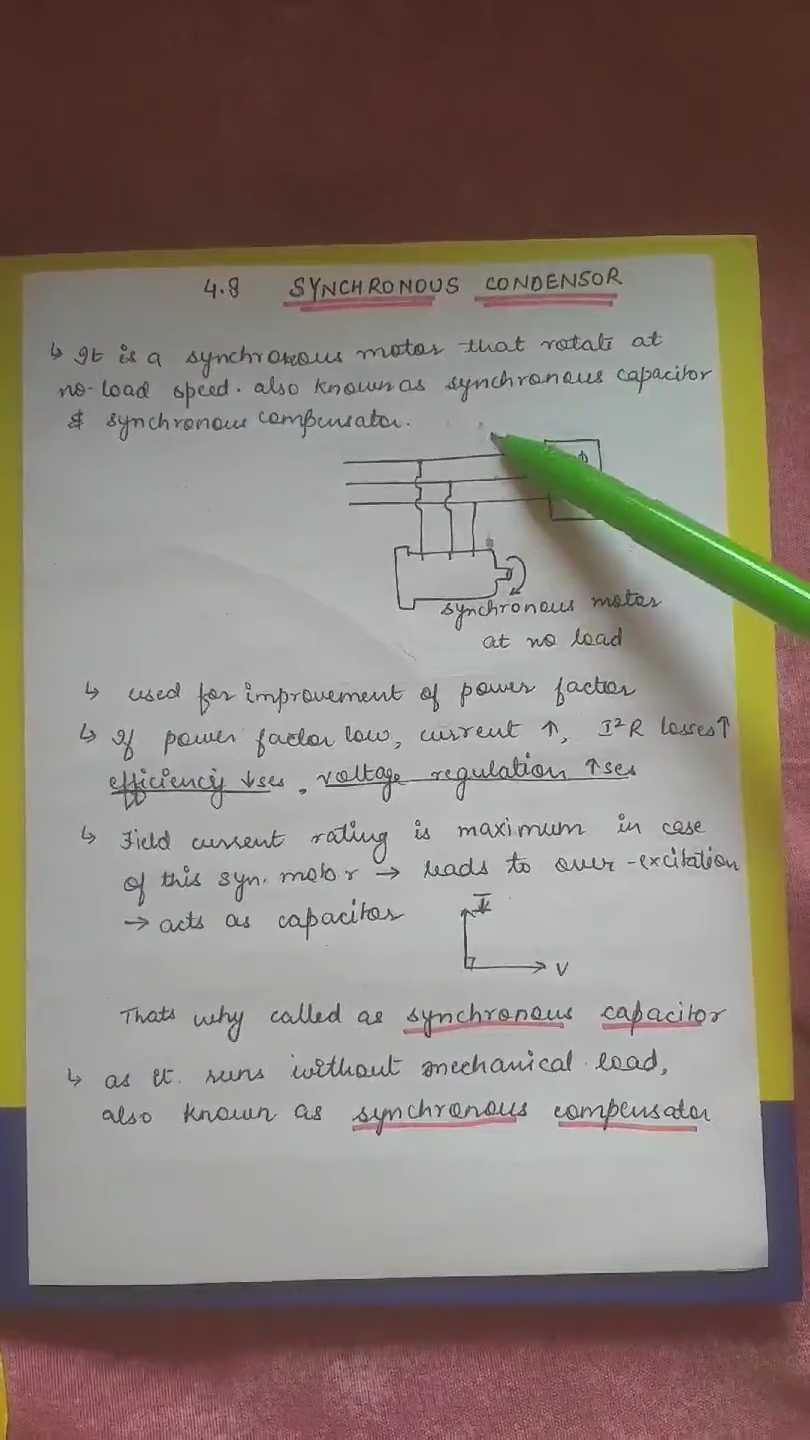 4.8 SYNCHRONOUS CONDENSOR
↳ It is a synchronous motor that rotate at
no-load speed. also known as synchronous capacitor
& synchronous compensator.
ϕ
synchronous motor
at no load
↳ used for improvement of power factor
↳ If power factor low, current ↑, I²R losses↑
efficiency ↓ses, voltage regulation ↑ses
↳ Field current rating is maximum in case
of this syn. motor → leads to over-excitation
→ acts as capacitor
I
V
Thats why called as synchronous capacitor
↳ as it runs without mechanical load,
also known as synchronous compensator